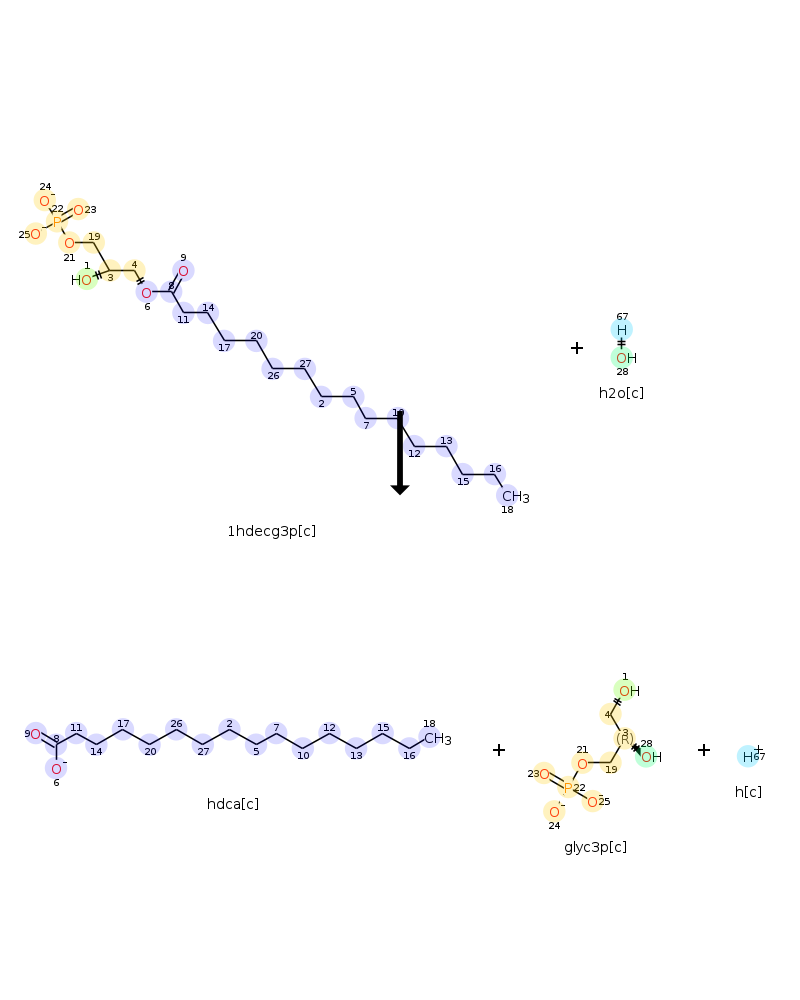 24
O-
22
P
O 23
25 O-
O
21
19
1
HO
3
4
O
6
9
O
8
11
14
17
20
26
27
2
5
7
10
12
13
15
16
CH3
18
+
67
H
OH
28
h2o[c]
1hdecg3p[c]
9 O
8
O-
6
11
14
17
20
26
27
2
5
7
10
12
13
15
16
18
CH3
hdca[c]
+
1
OH
4
3
(R)
28
OH
21
O
19
23 O
P 22
O- 25
O-
24
glyc3p[c]
+
H+ 67
h[c]